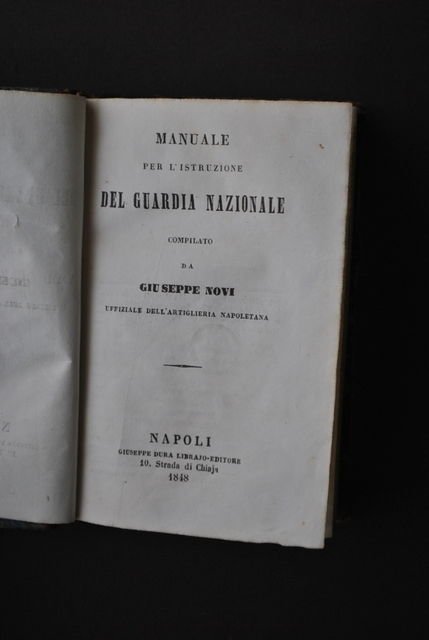 MANUALE
PER L'ISTRUZIONE
DEL GUARDIA NAZIONALE
COMPILATO
DA
GIUSEPPE NOVI
UFFIZIALE DELL'ARTIGLIERIA NAPOLETANA
NAPOLI
GIUSEPPE DURA LIBRAJO-EDITORE
10. Strada di Chiaja
1848